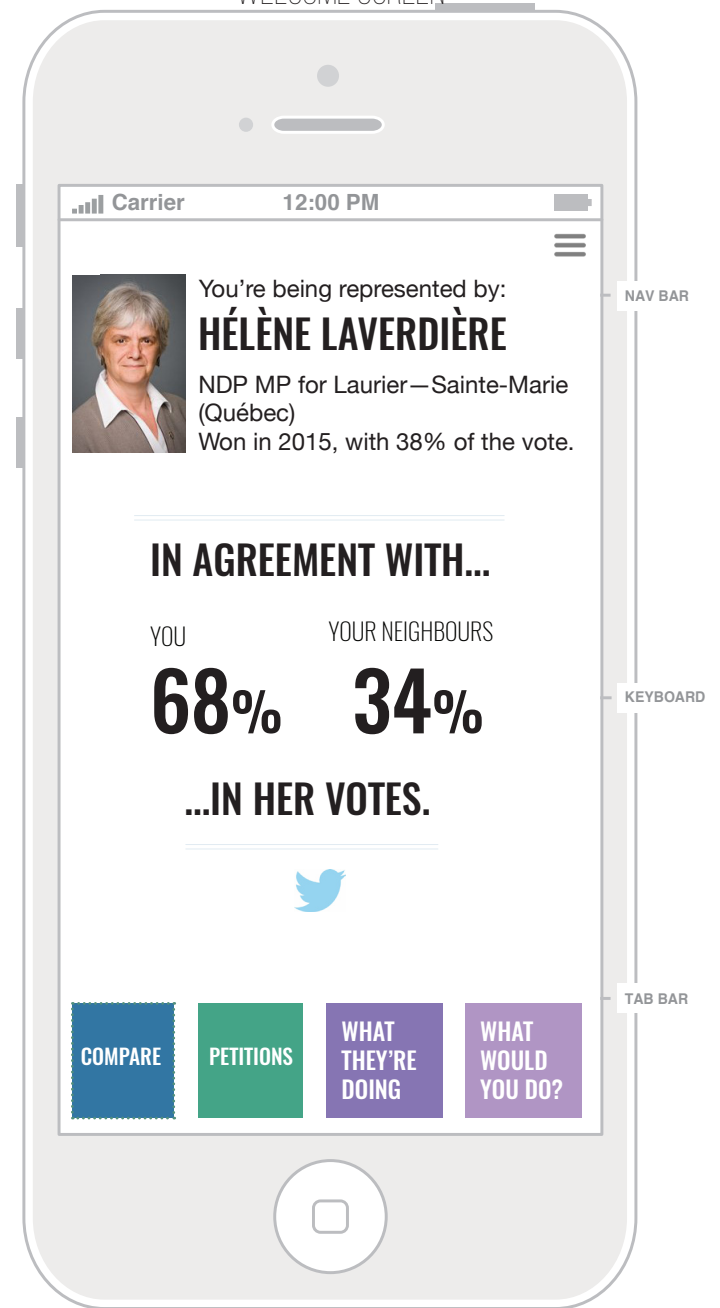 WELCOME SCREEN
Carrier 12:00 PM
You’re being represented by:
HÉLÈNE LAVERDIÈRE
NDP MP for Laurier—Sainte-Marie
(Québec)
Won in 2015, with 38% of the vote.
NAV BAR
IN AGREEMENT WITH...
YOU YOUR NEIGHBOURS
68% 34%
KEYBOARD
...IN HER VOTES.
TAB BAR
COMPARE
PETITIONS
WHAT
THEY’RE
DOING
WHAT
WOULD
YOU DO?